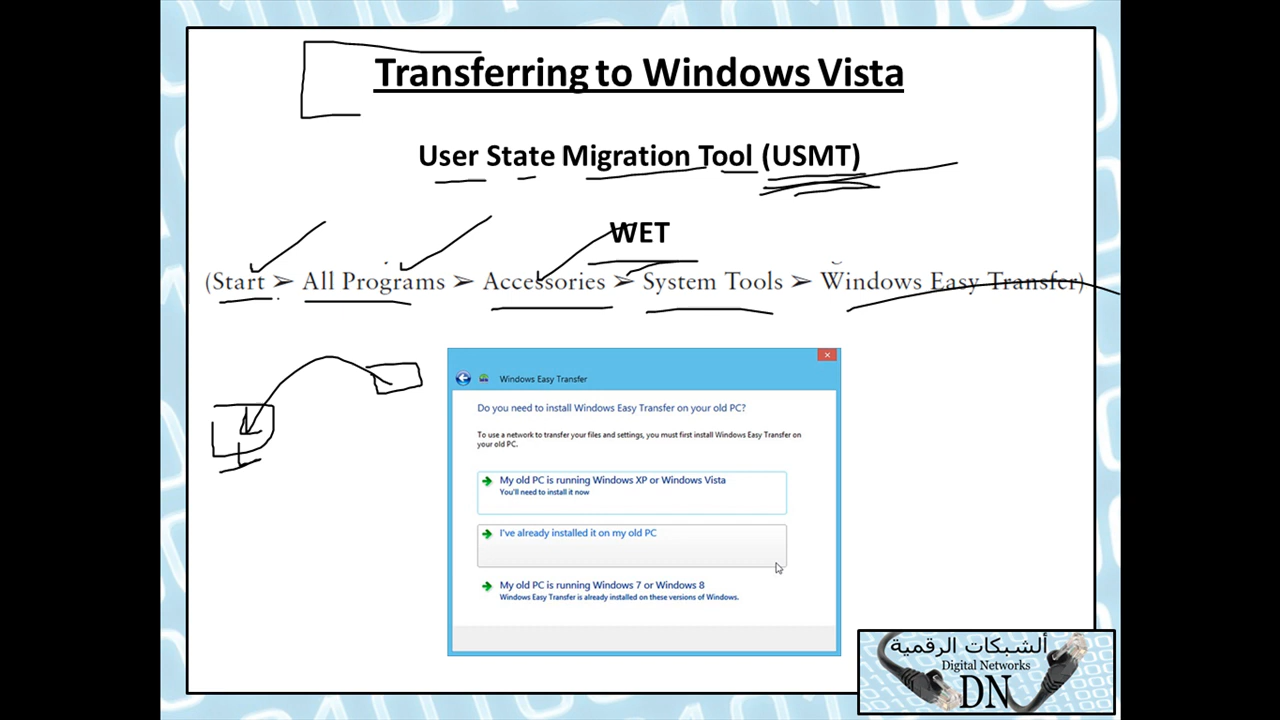 Transferring to Windows Vista
User State Migration Tool (USMT)
WET
(Start ➢ All Programs ➢ Accessories ➢ System Tools ➢ Windows Easy Transfer)
Windows Easy Transfer
Do you need to install Windows Easy Transfer on your old PC?
To use a network to transfer your files and settings, you must first install Windows Easy Transfer on
your old PC.
My old PC is running Windows XP or Windows Vista
You'll need to install it now
I've already installed it on my old PC
My old PC is running Windows 7 or Windows 8
Windows Easy Transfer is already installed on these versions of Windows.
ألشبكات الرقمية
Digital Networks
DN